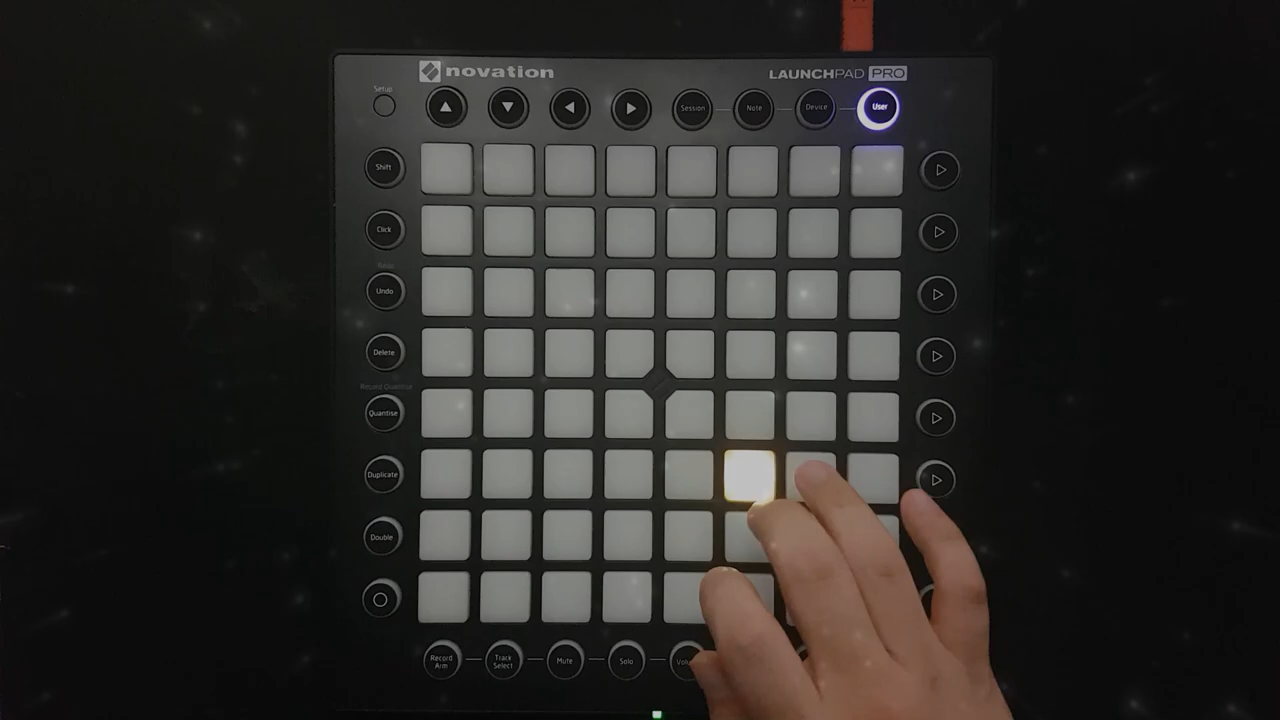 novation
LAUNCHPAD PRO
Setup
Session
Note
Device
User
Shift
Click
Undo
Delete
Record Quantise
Quantise
Duplicate
Double
Record
Arm
Track
Select
Mute
Solo